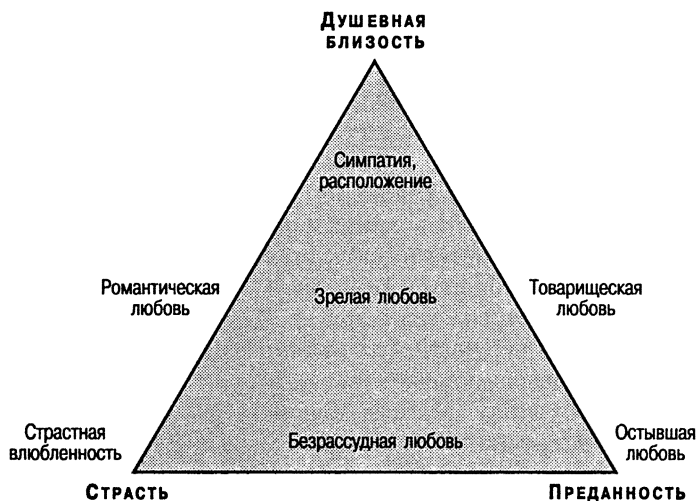 ДУШЕВНАЯ
БЛИЗОСТЬ
Симпатия,
расположение
Романтическая
любовь
Зрелая любовь
Товарищеская
любовь
Страстная
влюбленность
Безрассудная любовь
Остывшая
любовь
СТРАСТЬ
ПРЕДАННОСТЬ